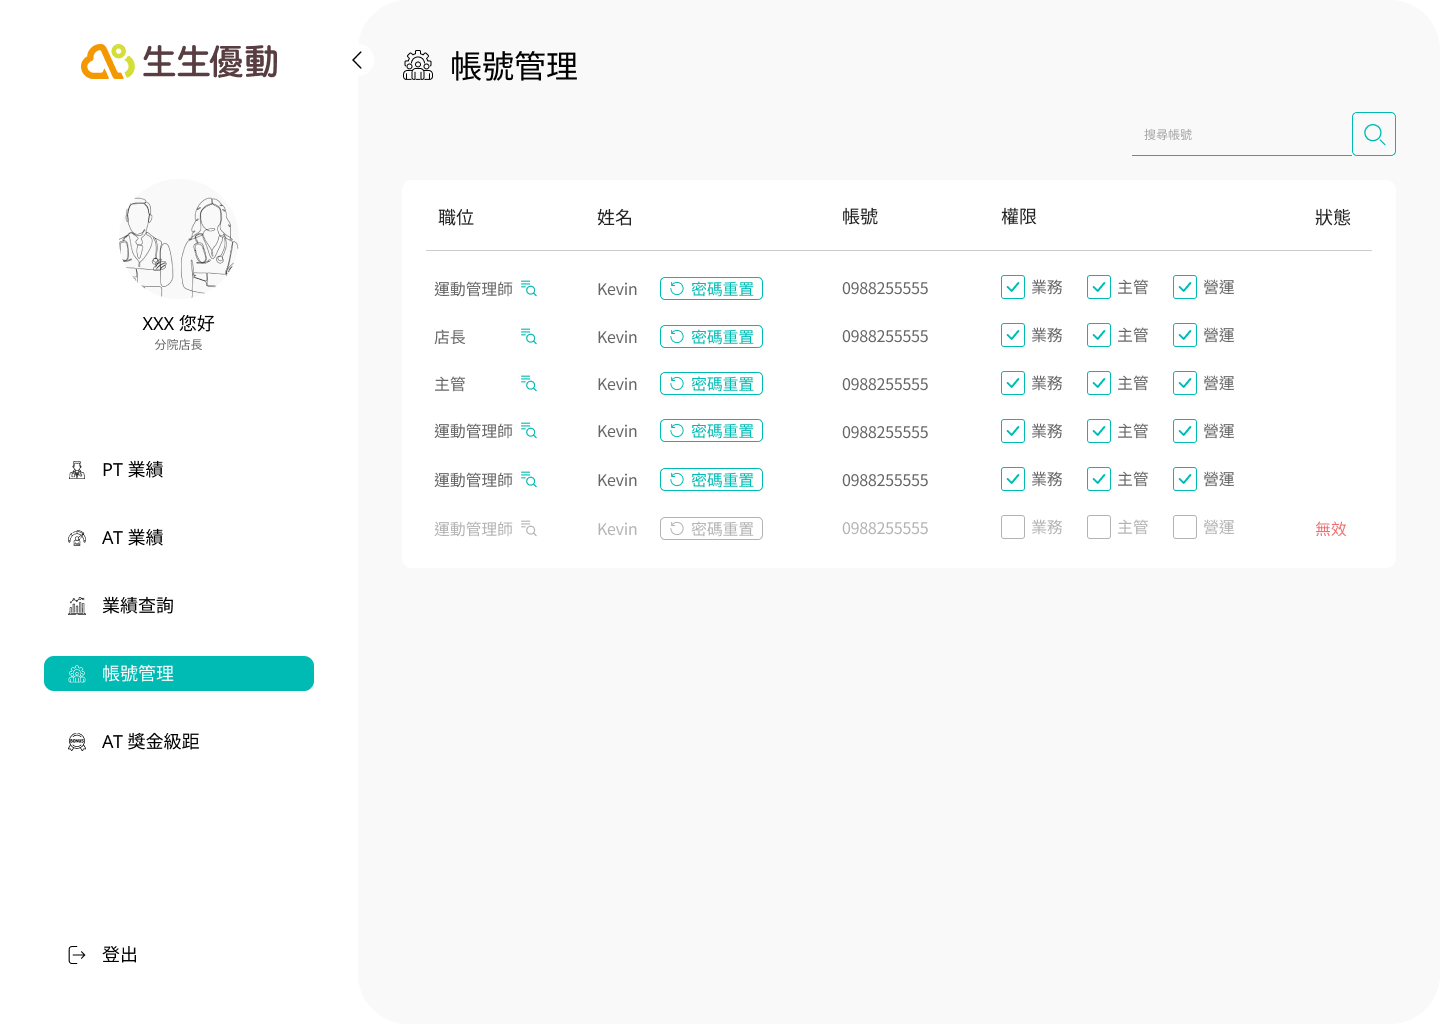 生生優動
XXX 您好
分院店長
PT 業績
AT 業績
業績查詢
帳號管理
AT 獎金級距
登出
帳號管理
搜尋帳號
職位 姓名 帳號 權限 狀態
運動管理師 Kevin 密碼重置 0988255555 業務 主管 營運
店長 Kevin 密碼重置 0988255555 業務 主管 營運
主管 Kevin 密碼重置 0988255555 業務 主管 營運
運動管理師 Kevin 密碼重置 0988255555 業務 主管 營運
運動管理師 Kevin 密碼重置 0988255555 業務 主管 營運
運動管理師 Kevin 密碼重置 0988255555 業務 主管 營運 無效